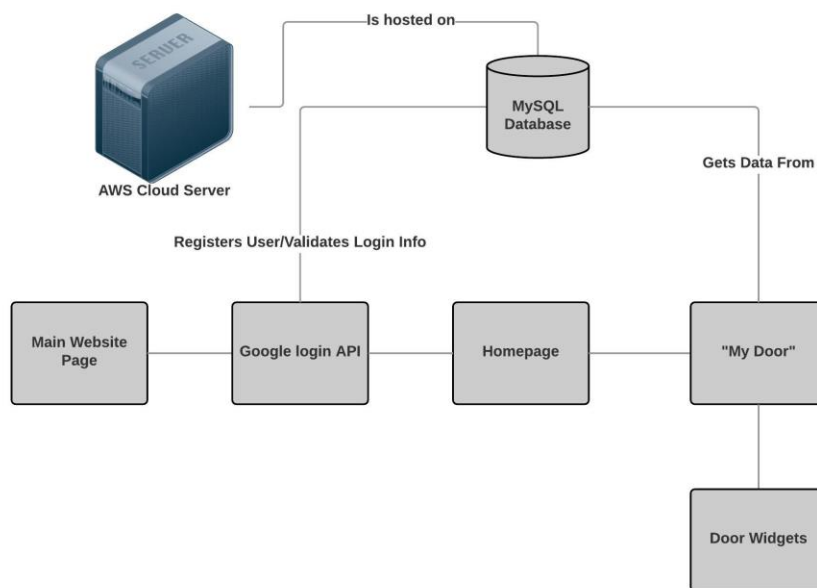 Is hosted on
SERVER
MySQL
Database
AWS Cloud Server
Gets Data From
Registers User/Validates Login Info
Main Website
Page
Google login API
Homepage
"My Door"
Door Widgets